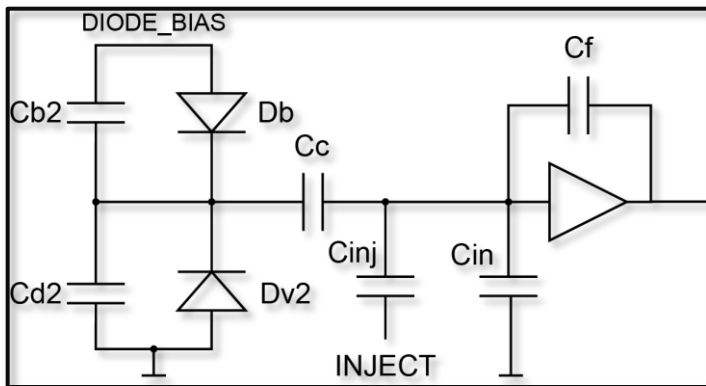 DIODE_BIAS
Cf
Cb2
Db
Cc
Cinj
Cin
Cd2
Dv2
INJECT